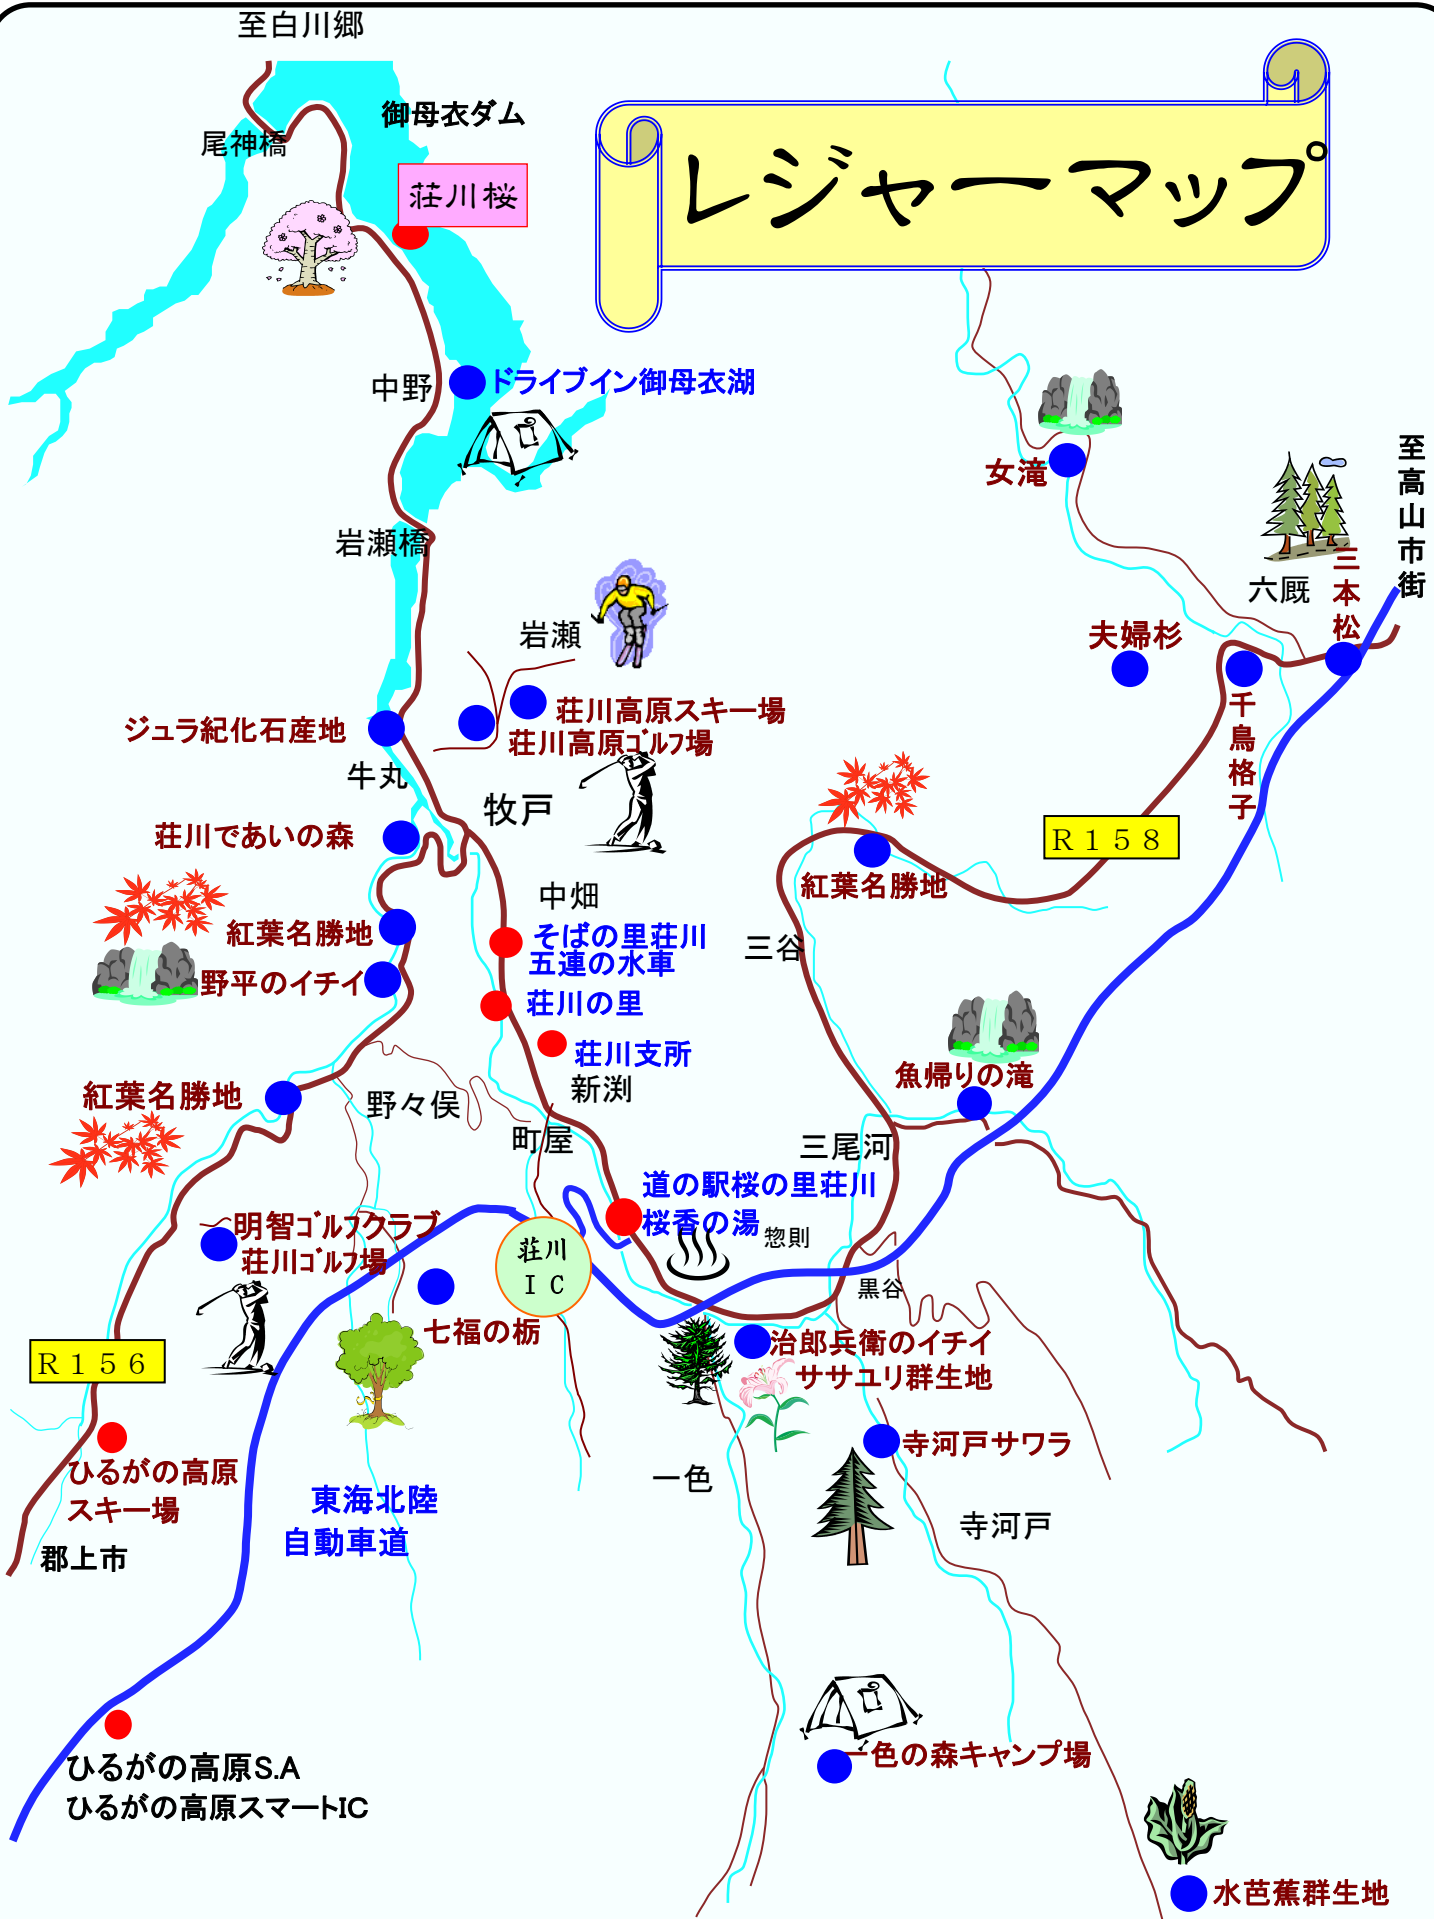 至白川郷
御母衣ダム
尾神橋
荘川桜
レジャーマップ
中野
ドライブイン御母衣湖
女滝
至高山市街
岩瀬橋
六厩
三本松
岩瀬
夫婦杉
千鳥格子
荘川高原スキー場
荘川高原ゴルフ場
ジュラ紀化石産地
牛丸
牧戸
荘川であいの森
R158
紅葉名勝地
中畑
紅葉名勝地
そばの里荘川
五連の水車
三谷
野平のイチイ
荘川の里
荘川支所
新渕
魚帰りの滝
紅葉名勝地
野々俣
町屋
三尾河
道の駅桜の里荘川
桜香の湯
惣則
明智ゴルフクラブ
荘川ゴルフ場
荘川
IC
黒谷
七福の栃
治郎兵衛のイチイ
ササユリ群生地
R156
寺河戸サワラ
ひるがの高原
スキー場
一色
東海北陸
自動車道
寺河戸
郡上市
一色の森キャンプ場
ひるがの高原S.A
ひるがの高原スマートIC
水芭蕉群生地